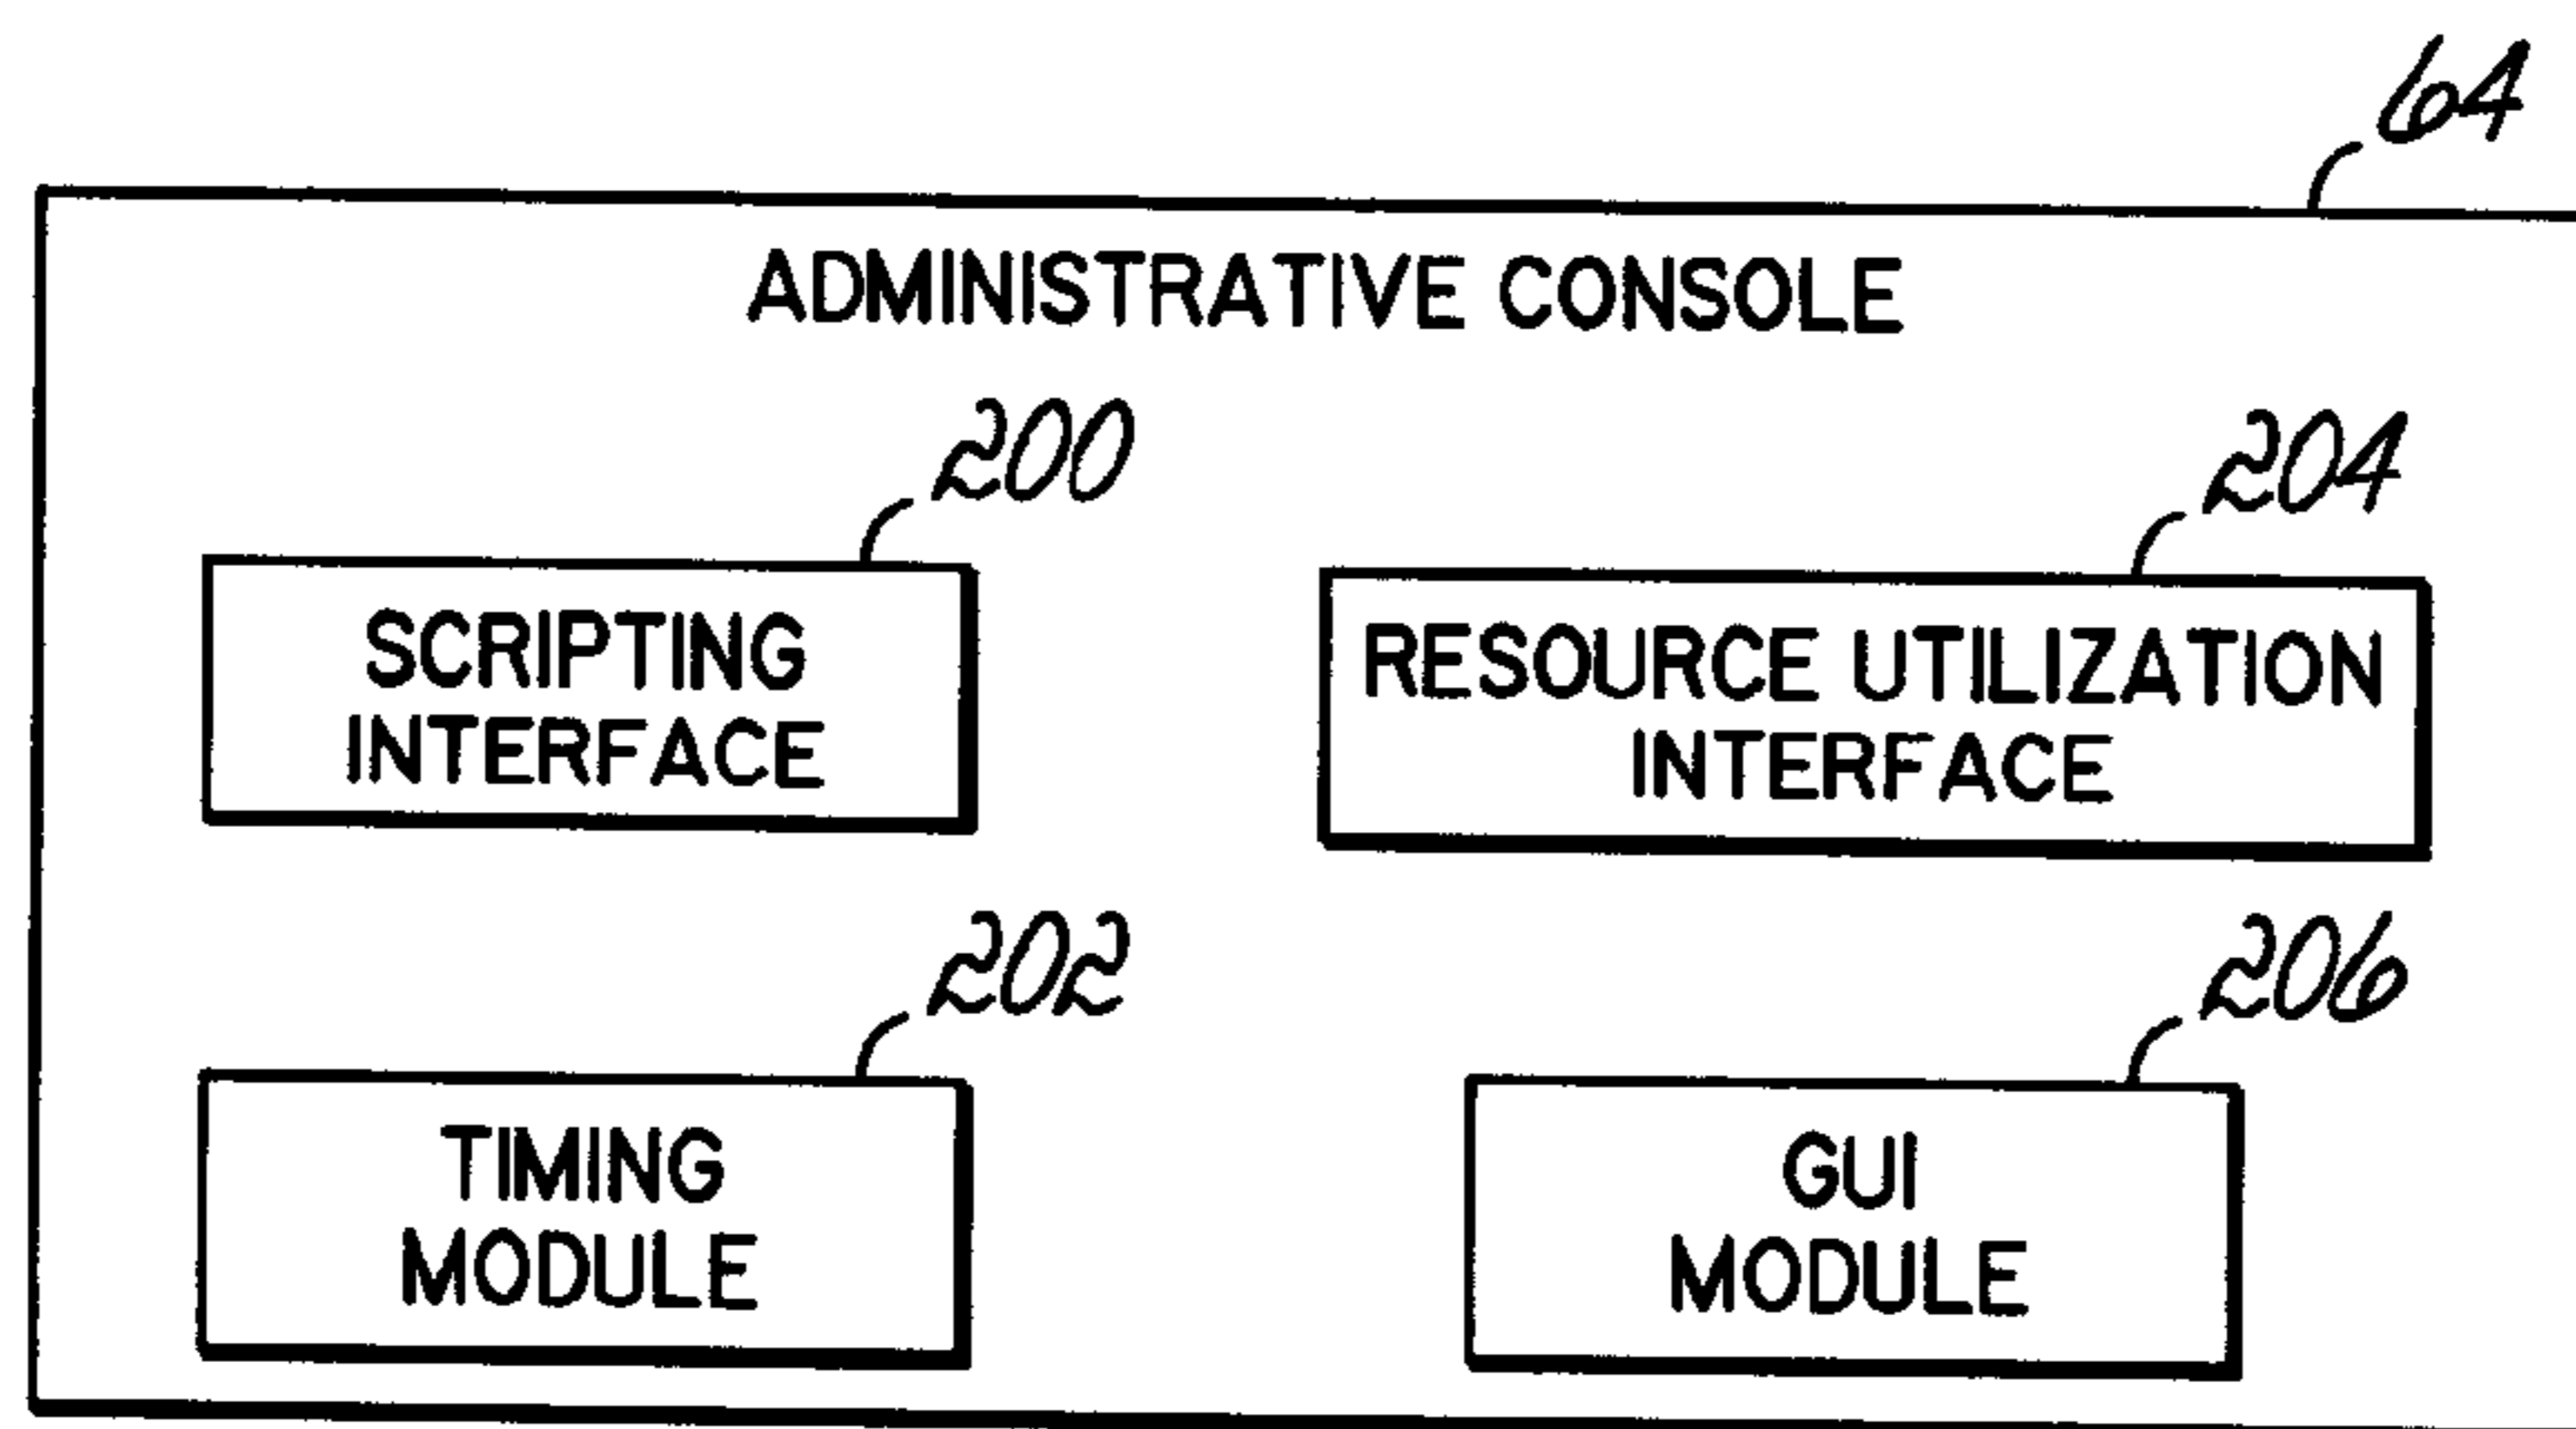 64
ADMINISTRATIVE CONSOLE
200
204
SCRIPTING
INTERFACE
RESOURCE UTILIZATION
INTERFACE
202
206
TIMING
MODULE
GUI
MODULE